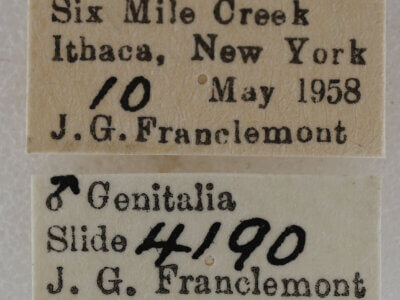 Six Mile Creek
Ithaca, New York
10 May 1958
J. G. Franclemont
♂ Genitalia
Slide 4190
J. G. Franclemont